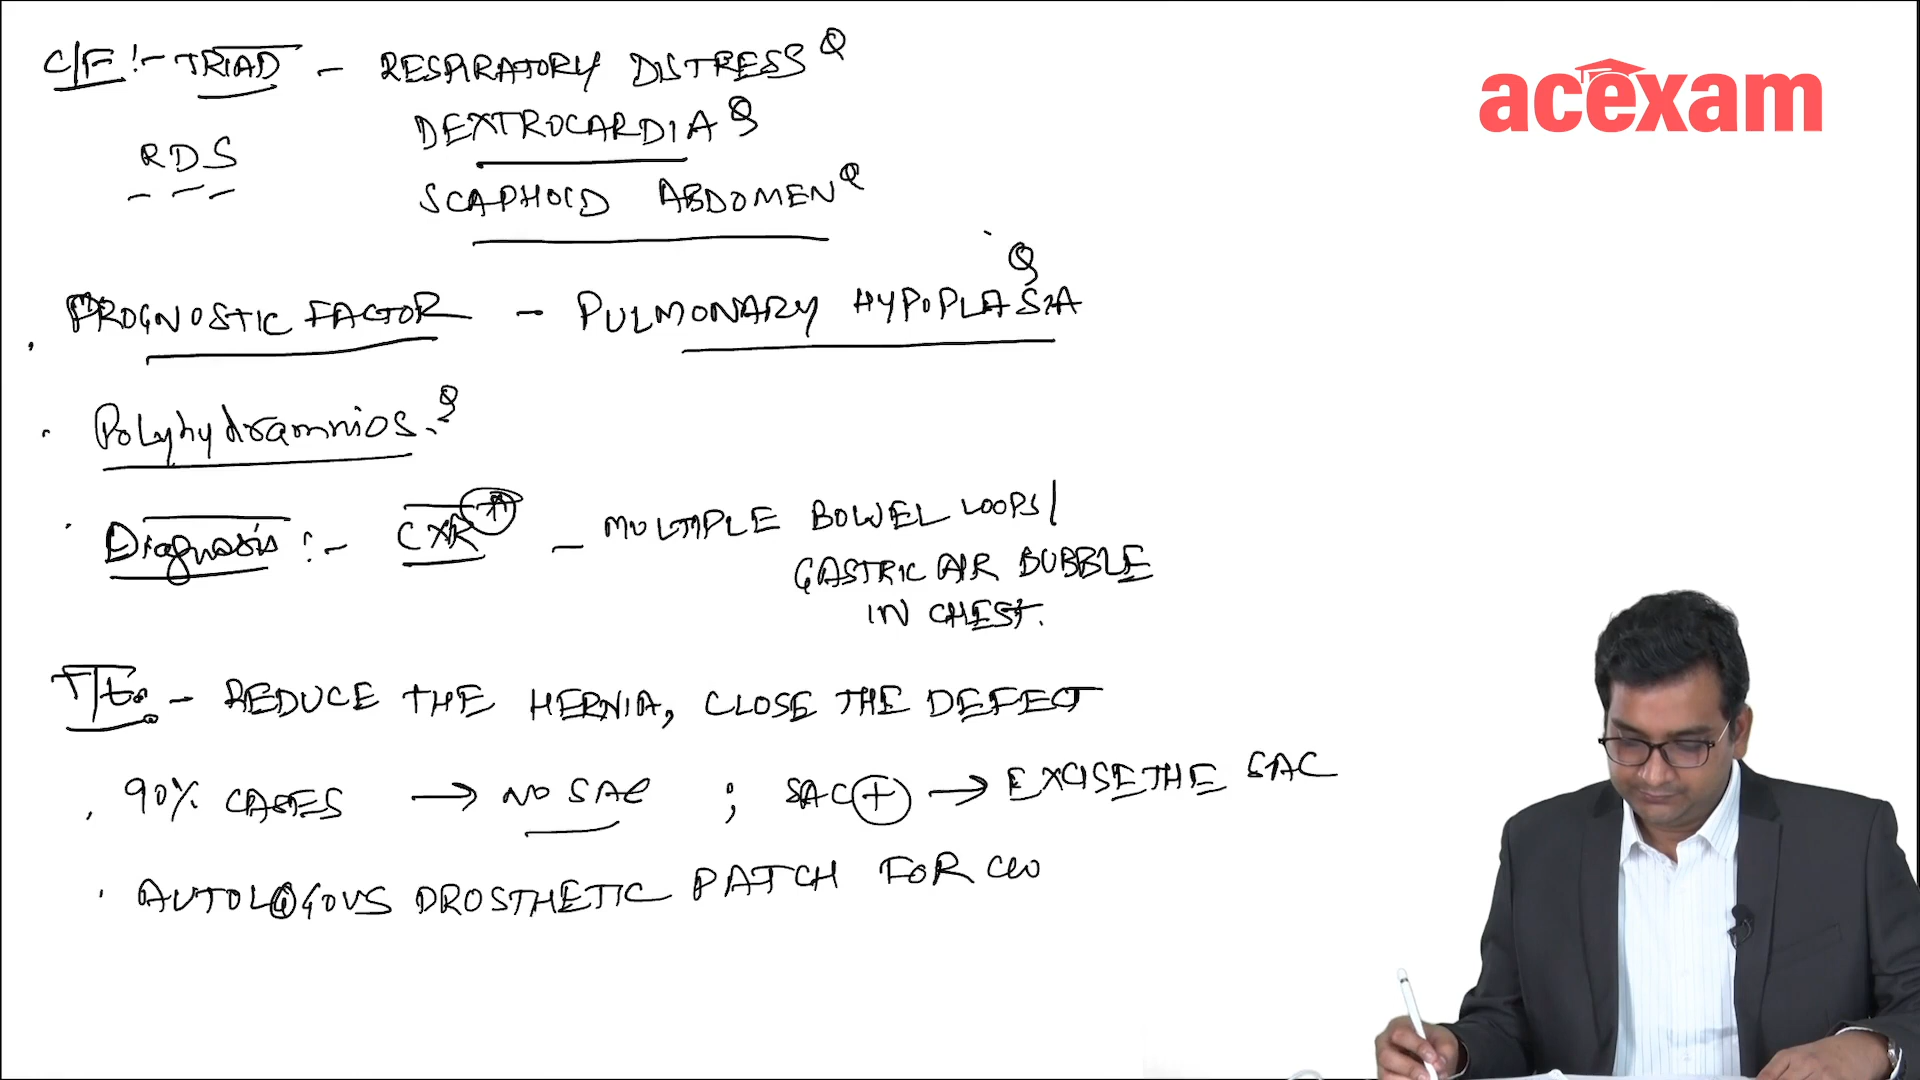 C/F :- TRIAD - RESPIRATORY DISTRESS Q
DEXTROCARDIA Q
RDS
SCAPHOID ABDOMEN Q
PROGNOSTIC FACTOR - PULMONARY HYPOPLASIA Q
Polyhydramnios. Q
Diagnosis :- CXR - MULTIPLE BOWEL LOOPS/
GASTRIC AIR BUBBLE
IN CHEST.
T/t - REDUCE THE HERNIA, CLOSE THE DEFECT
90% CASES → NO SAC ; SAC + → EXCISE THE SAC
AUTOLOGOUS PROSTHETIC PATCH FOR CLO
acexam